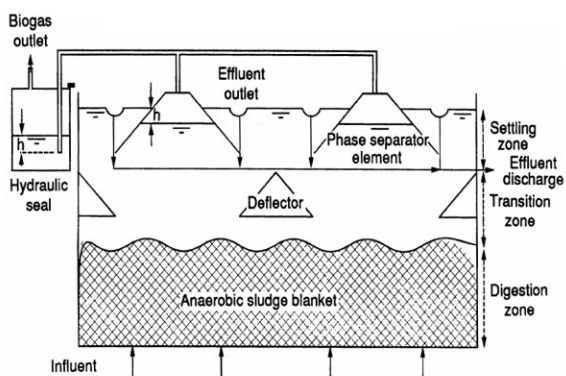 Biogas
outlet
Effluent
outlet
h
Phase separator
element
Settling
zone
Effluent
discharge
h
Hydraulic
seal
Deflector
Transition
zone
Anaerobic sludge blanket
Digestion
zone
Influent